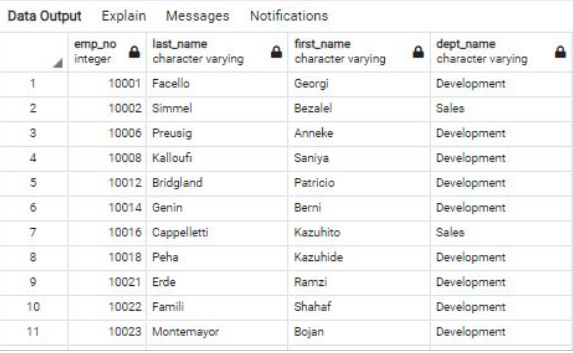 Data Output Explain Messages Notifications
emp_no last_name first_name dept_name
integer character varying character varying character varying
1 10001 Facello Georgi Development
2 10002 Simmel Bezalel Sales
3 10006 Preusig Anneke Development
4 10008 Kalloufi Saniya Development
5 10012 Bridgland Patricio Development
6 10014 Genin Berni Development
7 10016 Cappelletti Kazuhito Sales
8 10018 Peha Kazuhide Development
9 10021 Erde Ramzi Development
10 10022 Famili Shahaf Development
11 10023 Montemayor Bojan Development